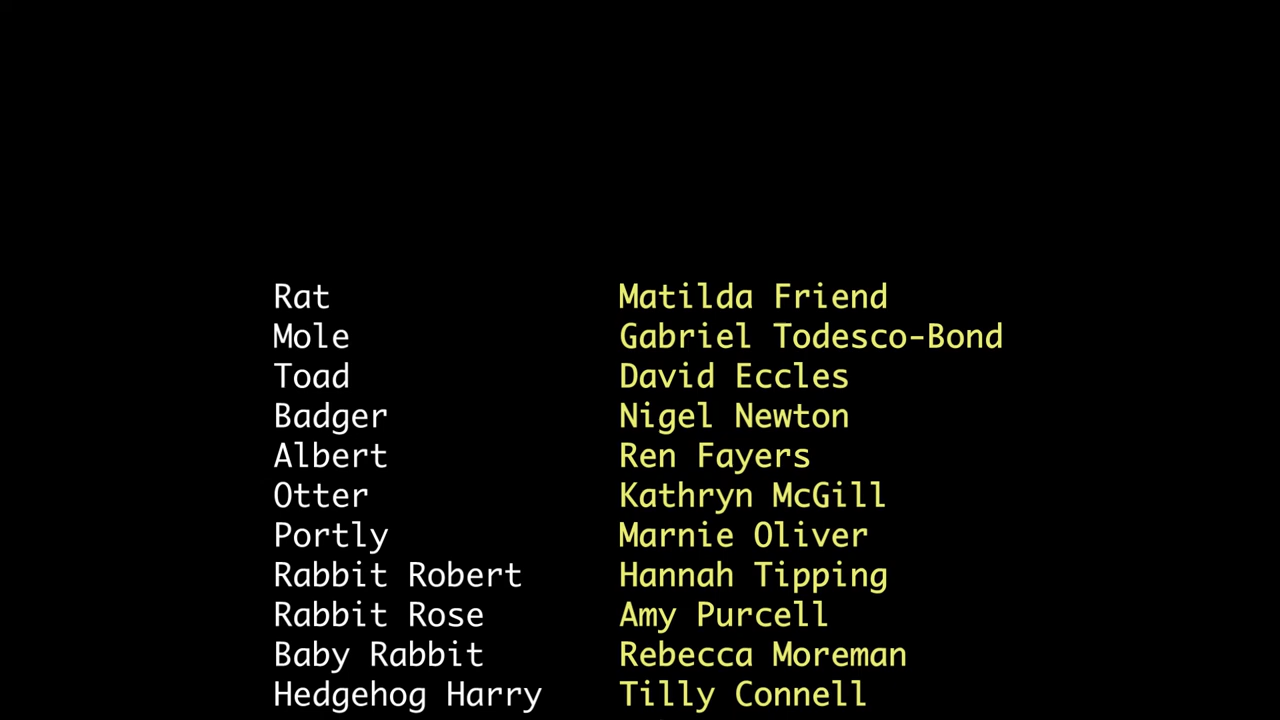 Rat Matilda Friend
Mole Gabriel Todesco-Bond
Toad David Eccles
Badger Nigel Newton
Albert Ren Fayers
Otter Kathryn McGill
Portly Marnie Oliver
Rabbit Robert Hannah Tipping
Rabbit Rose Amy Purcell
Baby Rabbit Rebecca Moreman
Hedgehog Harry Tilly Connell